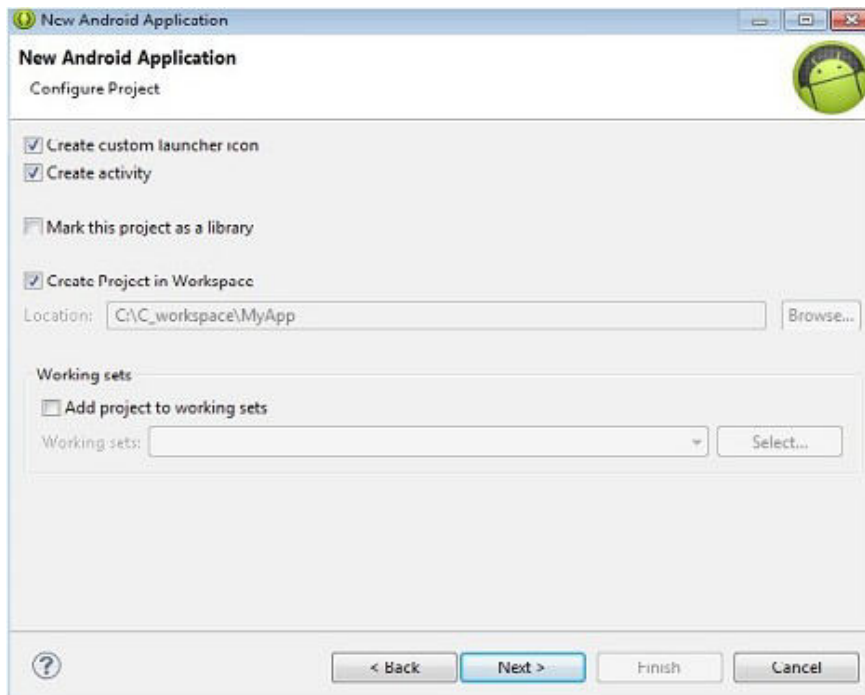 New Android Application
New Android Application
Configure Project
Create custom launcher icon
Create activity
Mark this project as a library
Create Project in Workspace
Location: C:\C_workspace\MyApp Browse...
Working sets
Add project to working sets
Working sets: Select...
? < Back Next > Finish Cancel